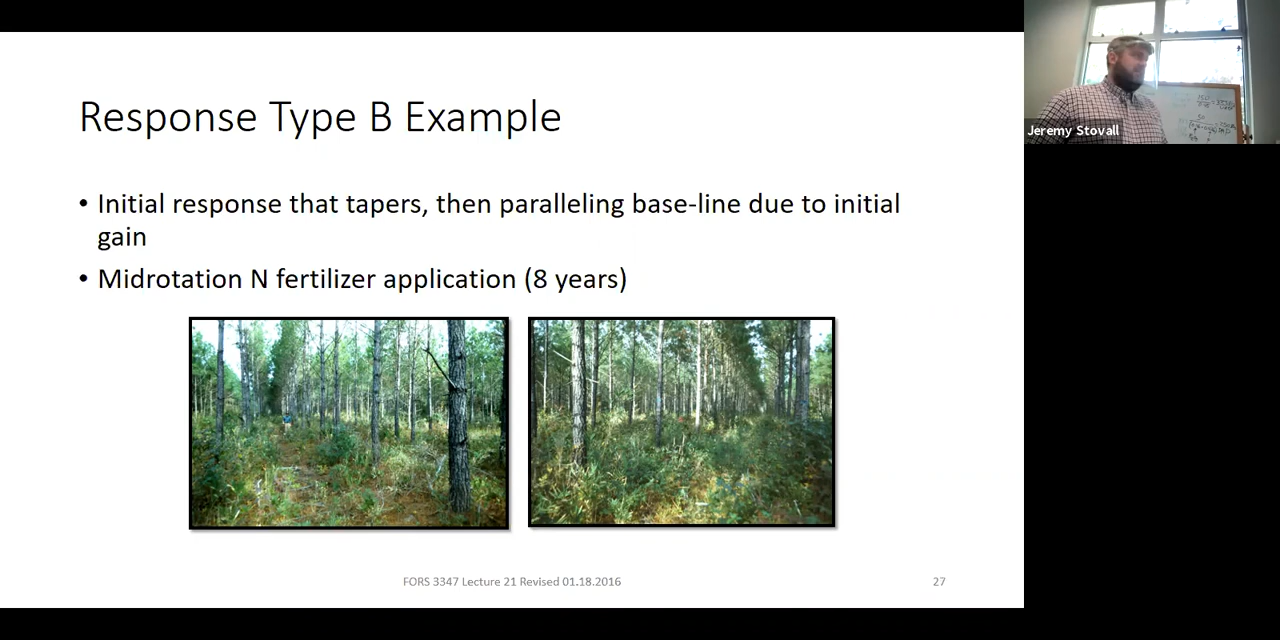 Response Type B Example
• Initial response that tapers, then paralleling base-line due to initial
gain
• Midrotation N fertilizer application (8 years)
FORS 3347 Lecture 21 Revised 01.18.2016
27
Jeremy Stovall